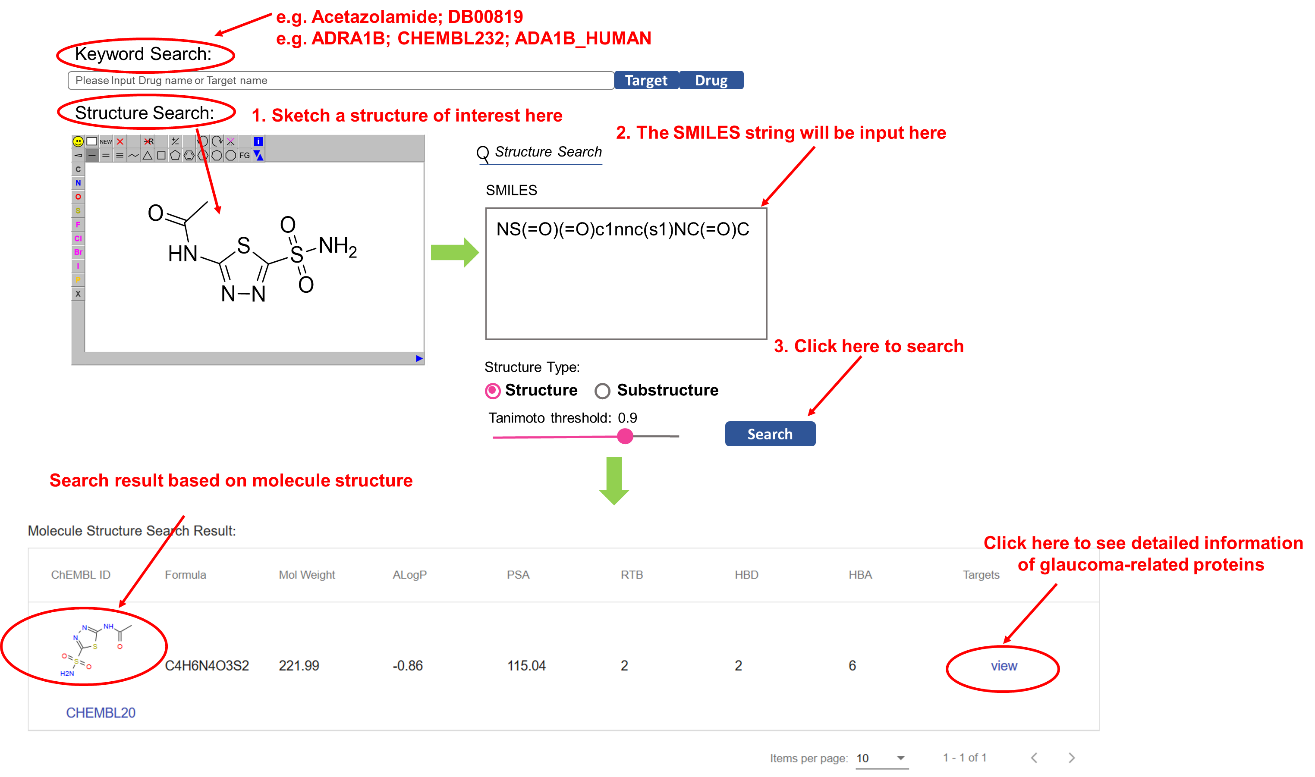 e.g. Acetazolamide; DB00819
e.g. ADRA1B; CHEMBL232; ADA1B_HUMAN
Keyword Search:
Please Input Drug name or Target name
Target
Drug
Structure Search:
1. Sketch a structure of interest here
2. The SMILES string will be input here
NEW
R
FG
i
C
N
O
S
F
Cl
Br
I
X
O
HN
S
N–N
O
S
O
NH2
Structure Search
SMILES
NS(=O)(=O)c1nnc(s1)NC(=O)C
3. Click here to search
Structure Type:
Structure
Substructure
Tanimoto threshold: 0.9
Search
Search result based on molecule structure
Molecule Structure Search Result:
Click here to see detailed information
of glaucoma-related proteins
ChEMBL ID Formula Mol Weight ALogP PSA RTB HBD HBA Targets
N
NH
N
S
O
O
S
O
H2N
C4H6N4O3S2 221.99 -0.86 115.04 2 2 6 view
CHEMBL20
Items per page: 10 1 - 1 of 1